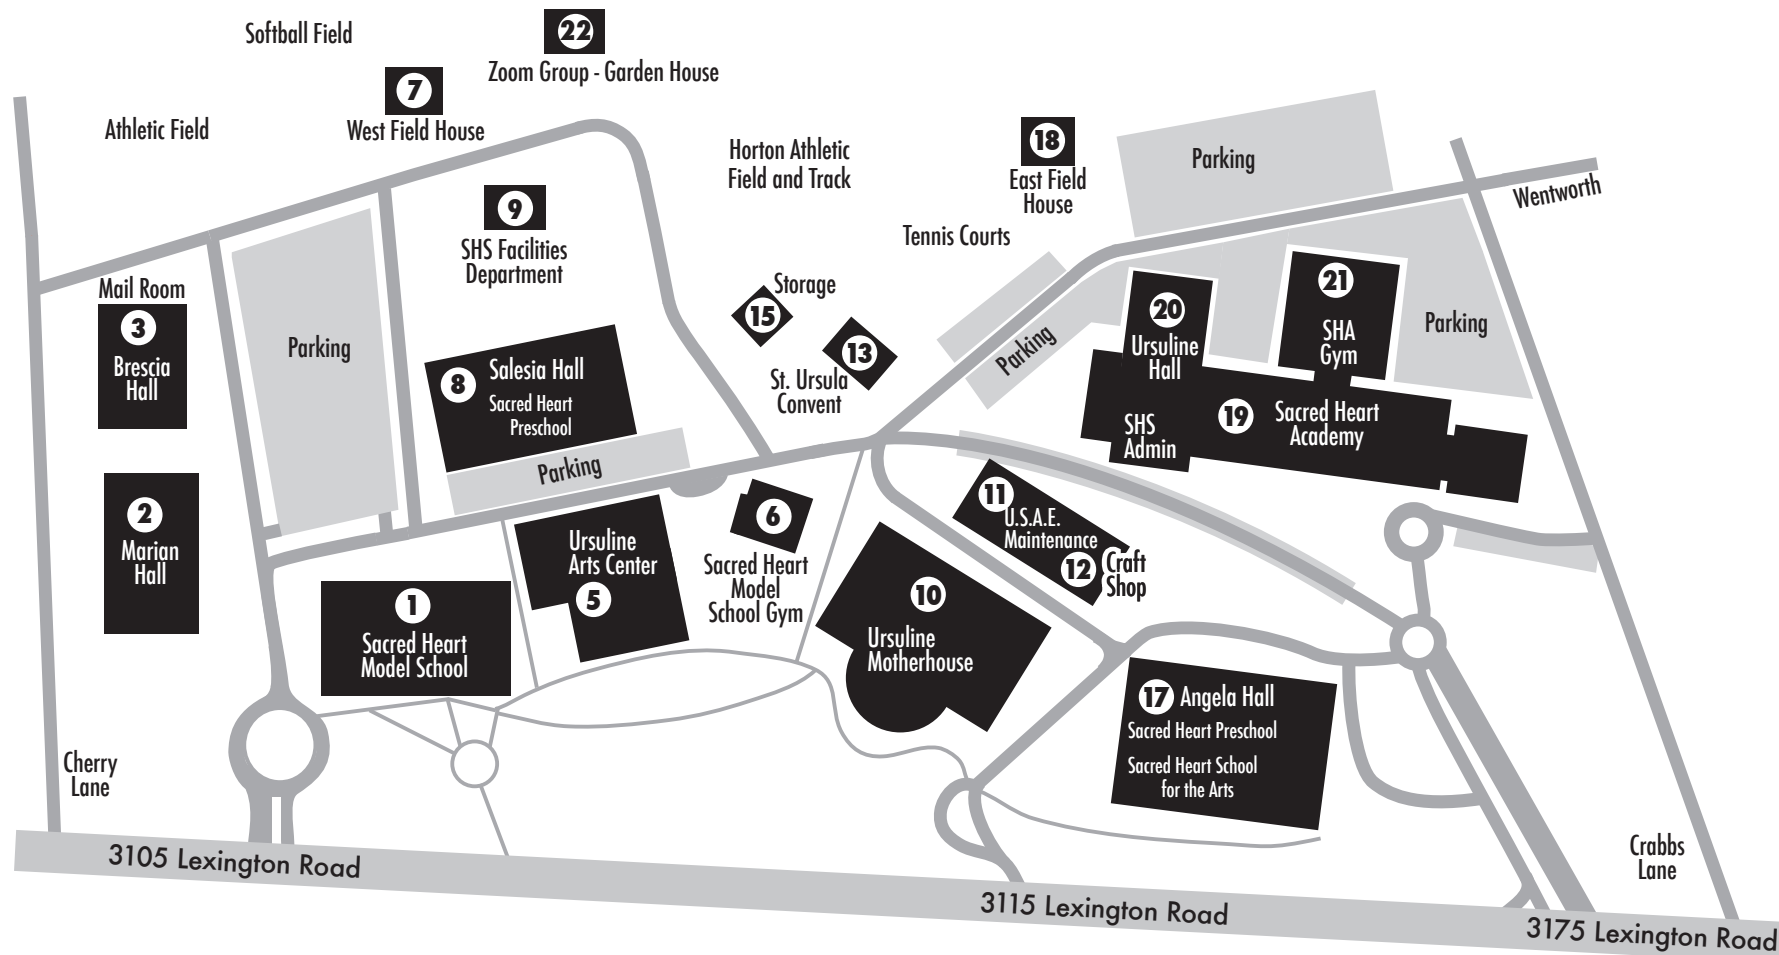 Softball Field
22
Zoom Group - Garden House
7
West Field House
Athletic Field
Horton Athletic
Field and Track
18
East Field
House
Parking
Wentworth
9
SHS Facilities
Department
Tennis Courts
Mail Room
3
Brescia
Hall
Parking
Storage
15
13
St. Ursula
Convent
Parking
20
Ursuline
Hall
21
SHA
Gym
Parking
8
Salesia Hall
Sacred Heart
Preschool
Parking
SHS
Admin
19
Sacred Heart
Academy
2
Marian
Hall
Ursuline
Arts Center
5
6
Sacred Heart
Model
School Gym
11
U.S.A.E.
Maintenance
12
Craft
Shop
1
Sacred Heart
Model School
10
Ursuline
Motherhouse
17
Angela Hall
Sacred Heart Preschool
Sacred Heart School
for the Arts
Cherry
Lane
Crabbs
Lane
3105 Lexington Road
3115 Lexington Road
3175 Lexington Road